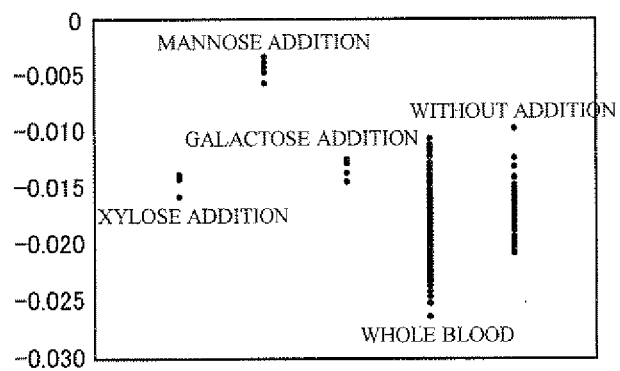 0
MANNOSE ADDITION
-0.005
WITHOUT ADDITION
-0.010
GALACTOSE ADDITION
-0.015
XYLOSE ADDITION
-0.020
-0.025
WHOLE BLOOD
-0.030